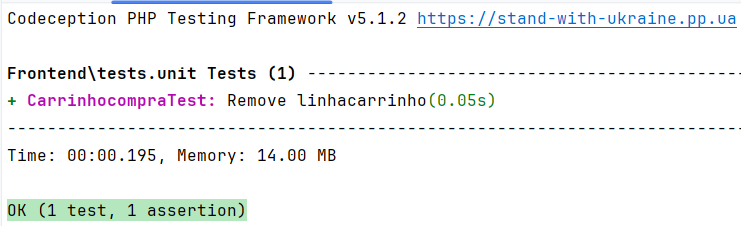 Codeception PHP Testing Framework v5.1.2 https://stand-with-ukraine.pp.ua
Frontend\tests.unit Tests (1) --------------------------------------------
+ CarrinhocompraTest: Remove linhacarrinho(0.05s)
--------------------------------------------------------------------------
Time: 00:00.195, Memory: 14.00 MB
OK (1 test, 1 assertion)